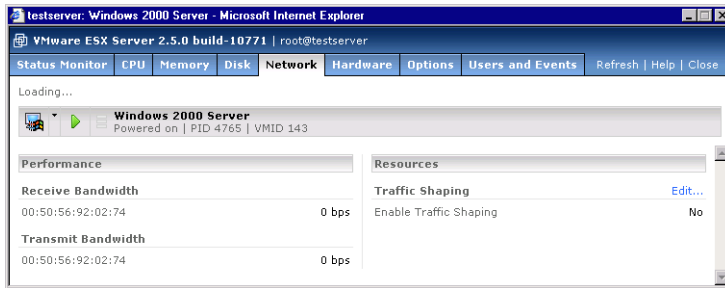 testserver: Windows 2000 Server - Microsoft Internet Explorer
VMware ESX Server 2.5.0 build-10771 | root@testserver
Status Monitor CPU Memory Disk Network Hardware Options Users and Events Refresh | Help | Close
Loading...
Windows 2000 Server
Powered on | PID 4765 | VMID 143
Performance
Receive Bandwidth
00:50:56:92:02:74 0 bps
Transmit Bandwidth
00:50:56:92:02:74 0 bps
Resources
Traffic Shaping Edit...
Enable Traffic Shaping No